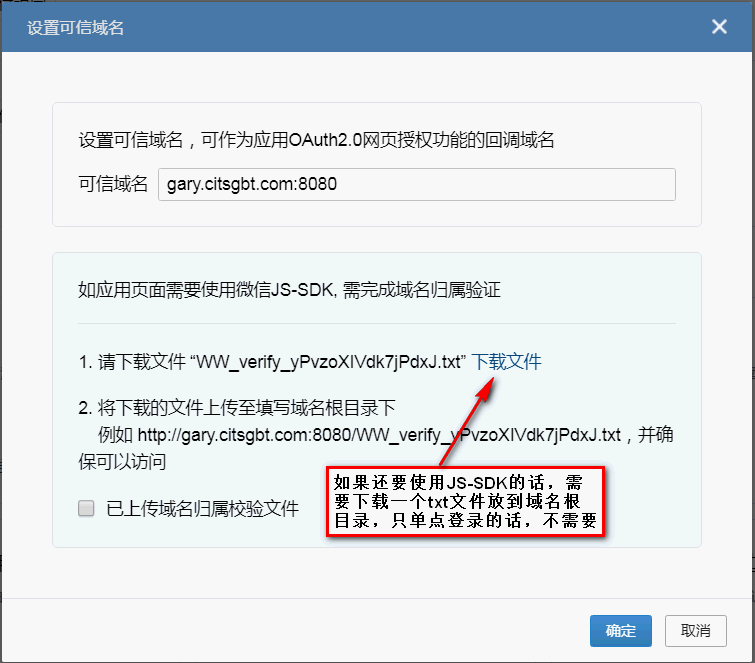 设置可信域名
设置可信域名，可作为应用OAuth2.0网页授权功能的回调域名
可信域名 gary.citsgbt.com:8080
如应用页面需要使用微信JS-SDK, 需完成域名归属验证
1. 请下载文件 “WW_verify_yPvzoXIVdk7jPdxJ.txt” 下载文件
2. 将下载的文件上传至填写域名根目录下
例如 http://gary.citsgbt.com:8080/WW_verify_yPvzoXIVdk7jPdxJ.txt，并确
保可以访问
如果还要使用JS-SDK的话，需
要下载一个txt文件放到域名根
目录，只单点登录的话，不需要
已上传域名归属校验文件
确定 取消